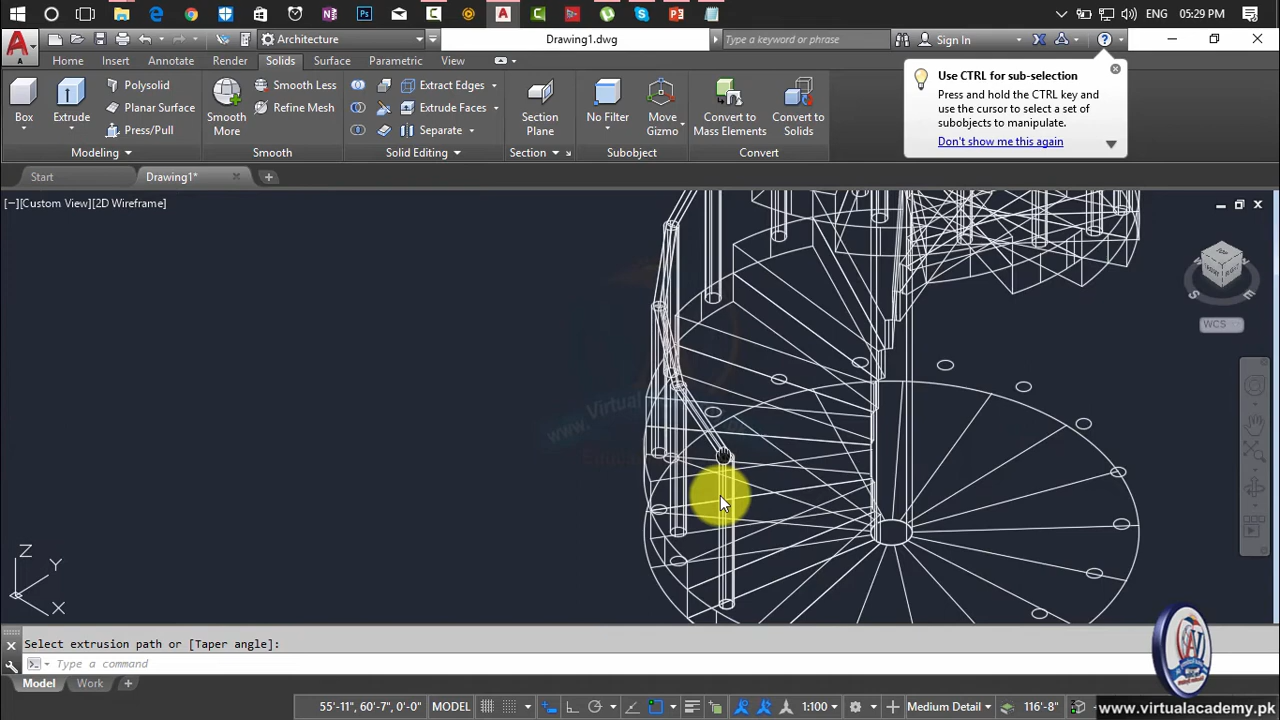 ENG 05:29 PM
Architecture
Drawing1.dwg
Type a keyword or phrase
Sign In
Home Insert Annotate Render Solids Surface Parametric View
Box
Extrude
Polysolid
Planar Surface
Press/Pull
Modeling
Smooth More
Smooth Less
Refine Mesh
Smooth
Extract Edges
Extrude Faces
Separate
Solid Editing
Section Plane
Section
No Filter
Move Gizmo
Subobject
Convert to Mass Elements
Convert to Solids
Convert
Use CTRL for sub-selection
Press and hold the CTRL key and
use the cursor to select a set of
subobjects to manipulate.
Don't show me this again
Start
Drawing1*
[−][Custom View][2D Wireframe]
TOP
S
E
WCS
www.Virtual
Z
Y
X
Select extrusion path or [Taper angle]:
Type a command
Model Work
55'-11", 60'-7", 0'-0" MODEL
1:100
Medium Detail
116'-8"
www.virtualacademy.pk